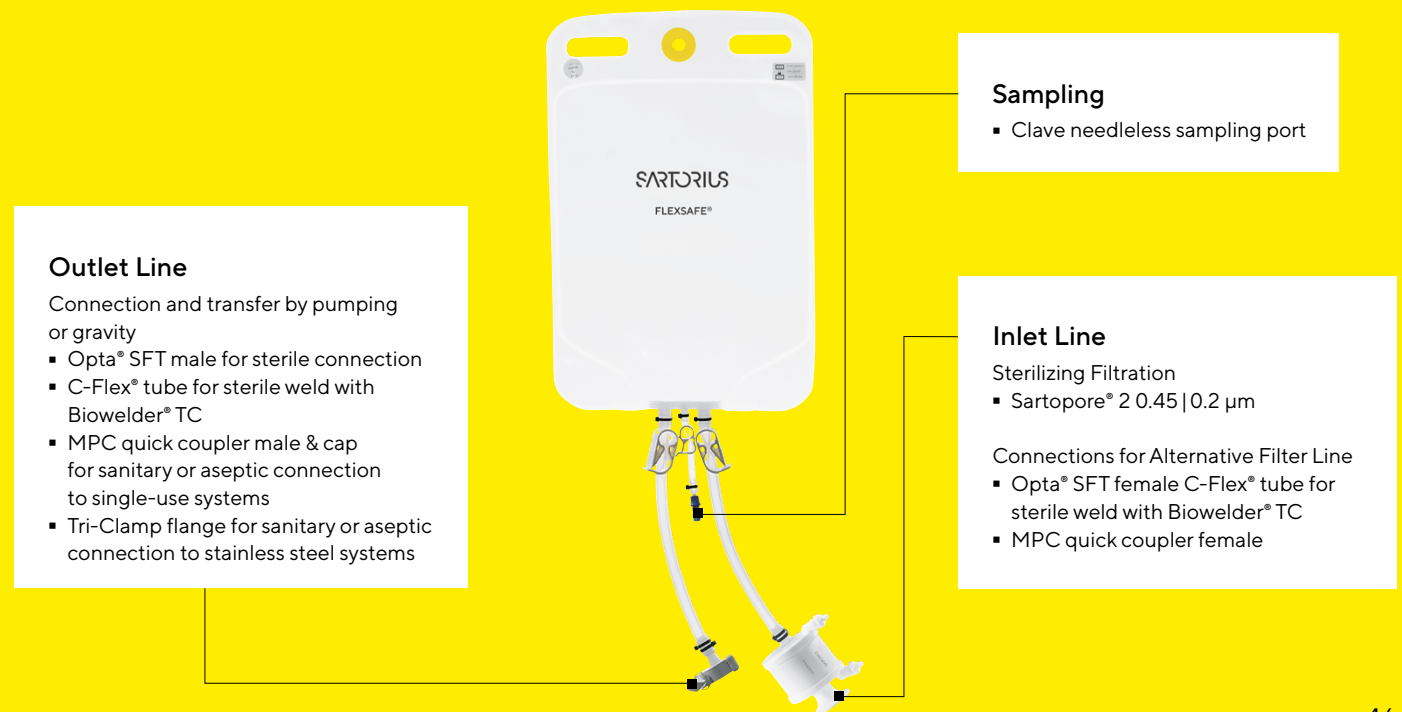 SARTORIUS
FLEXSAFE®
Sampling
▪ Clave needleless sampling port
Outlet Line
Connection and transfer by pumping
or gravity
▪ Opta® SFT male for sterile connection
▪ C-Flex® tube for sterile weld with
Biowelder® TC
▪ MPC quick coupler male & cap
for sanitary or aseptic connection
to single-use systems
▪ Tri-Clamp flange for sanitary or aseptic
connection to stainless steel systems
Inlet Line
Sterilizing Filtration
▪ Sartopore® 2 0.45 | 0.2 µm
Connections for Alternative Filter Line
▪ Opta® SFT female C-Flex® tube for
sterile weld with Biowelder® TC
▪ MPC quick coupler female